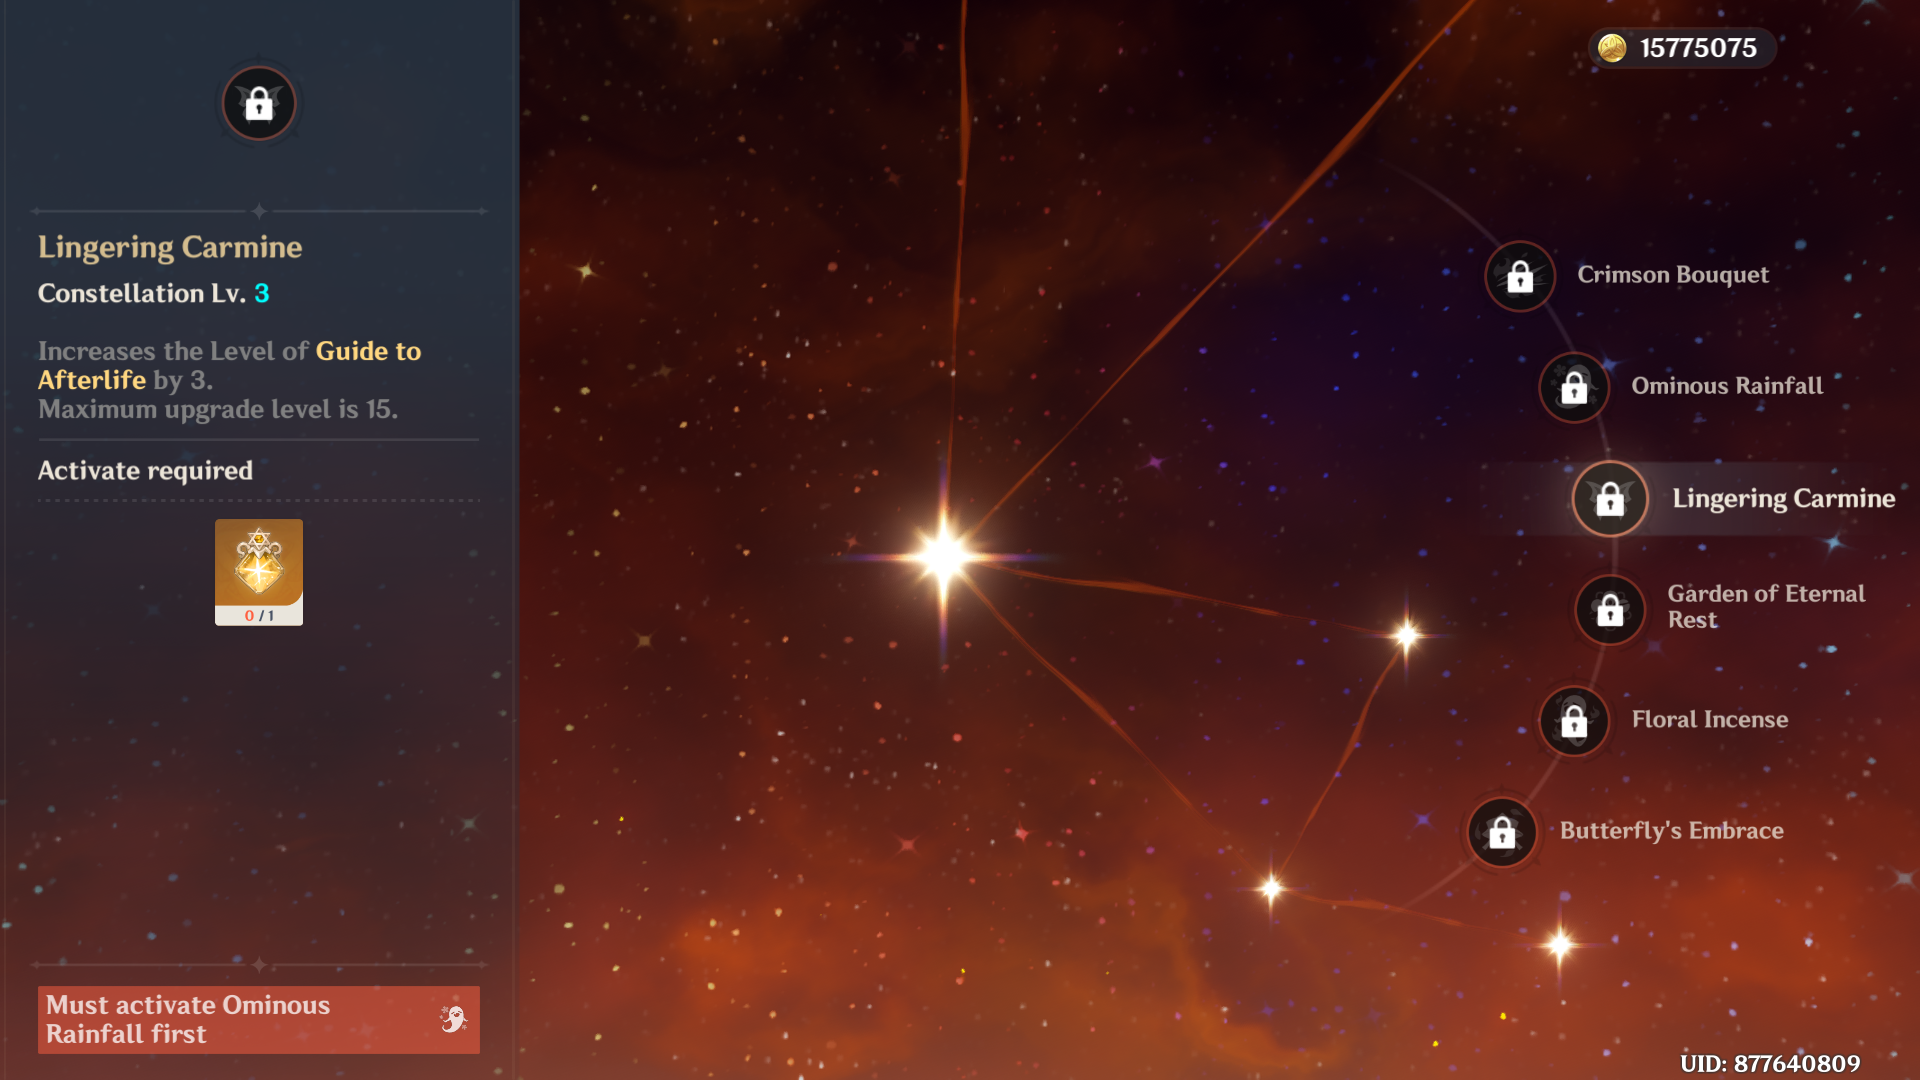 15775075
Lingering Carmine
Constellation Lv. 3
Increases the Level of Guide to
Afterlife by 3.
Maximum upgrade level is 15.
Activate required
0 / 1
Must activate Ominous
Rainfall first
Crimson Bouquet
Ominous Rainfall
Lingering Carmine
Garden of Eternal
Rest
Floral Incense
Butterfly's Embrace
UID: 877640809